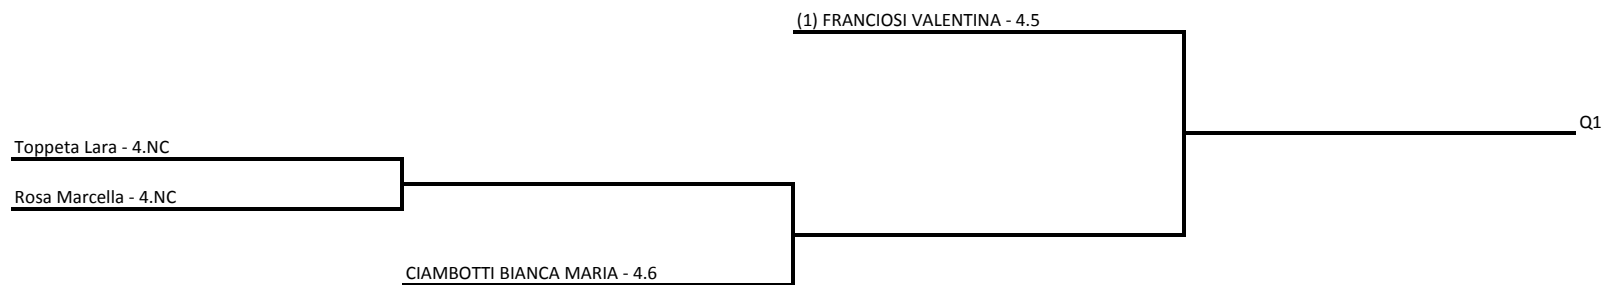 (1) FRANCIOSI VALENTINA - 4.5
Q1
Toppeta Lara - 4.NC
Rosa Marcella - 4.NC
CIAMBOTTI BIANCA MARIA - 4.6